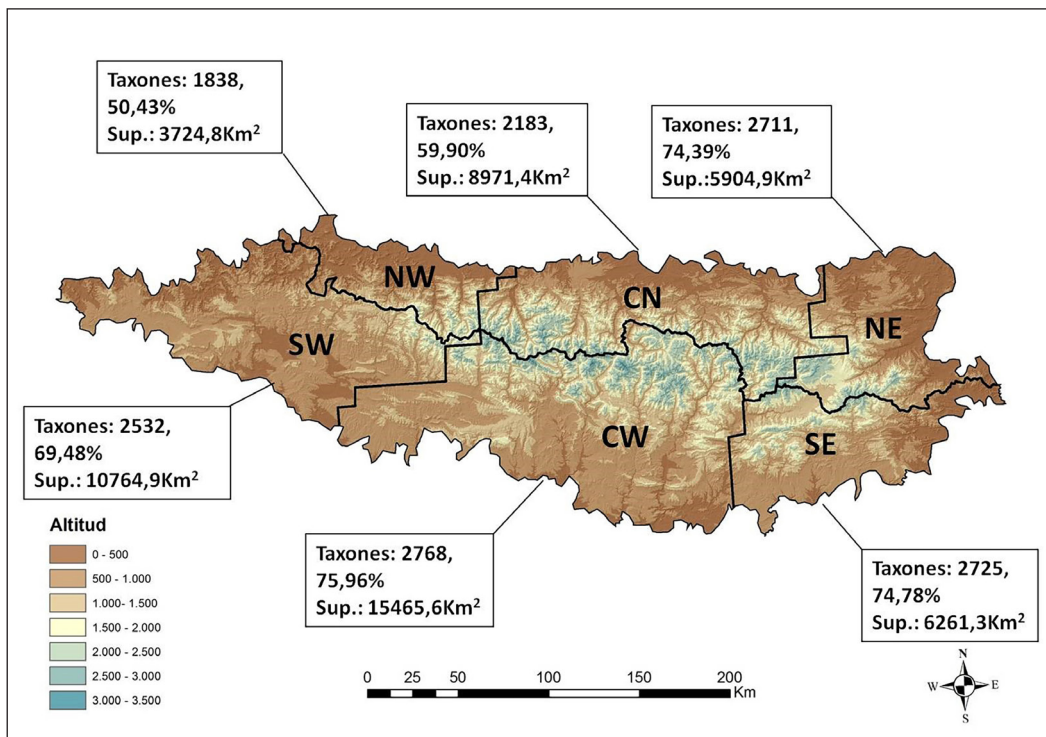 Taxones: 1838,
50,43%
Sup.: 3724,8Km²
Taxones: 2183,
59,90%
Sup.: 8971,4Km²
Taxones: 2711,
74,39%
Sup.:5904,9Km²
NW
CN
NE
SW
CW
SE
Taxones: 2532,
69,48%
Sup.: 10764,9Km²
Taxones: 2768,
75,96%
Sup.: 15465,6Km²
Taxones: 2725,
74,78%
Sup.: 6261,3Km²
Altitud
0 - 500
500 - 1.000
1.000- 1.500
1.500 - 2.000
2.000 - 2.500
2.500 - 3.000
3.000 - 3.500
0 50 100 150 200
Km
N
W E
S